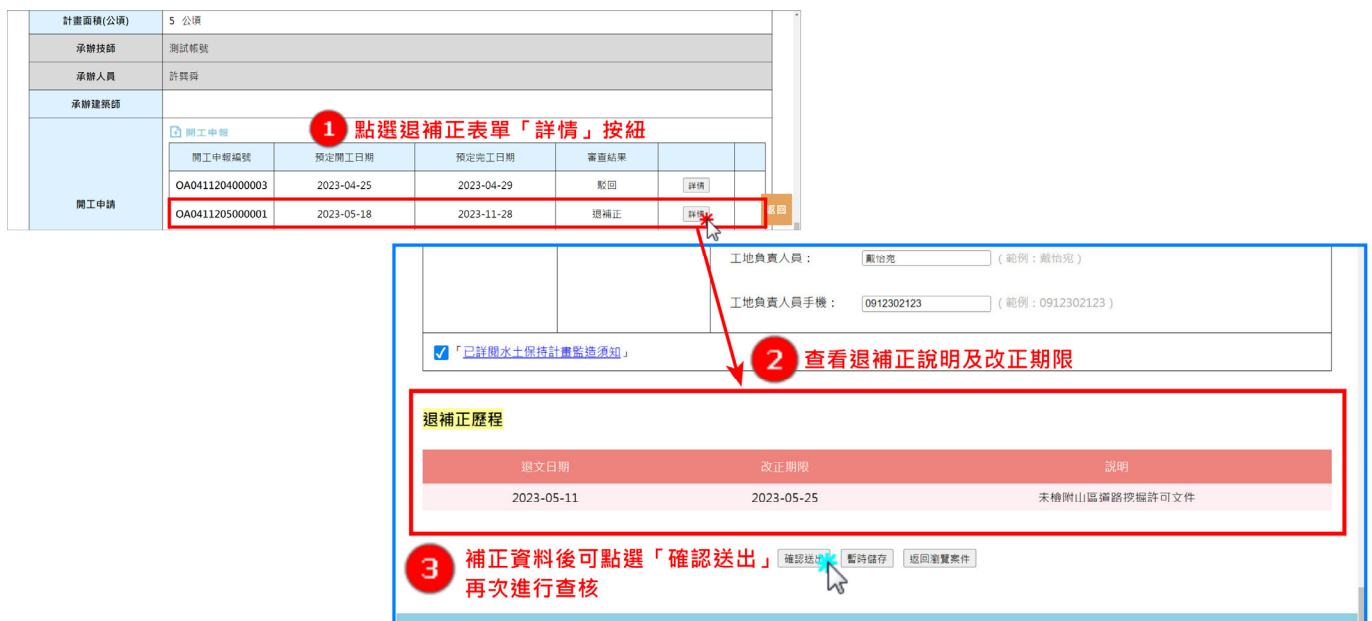 計畫面積(公頃) 5 公頃
承辦技師 測試帳號
承辦人員 許巽舜
承辦建築師
開工申請
開工申報
1 點選退補正表單「詳情」按紐
開工申報編號 預定開工日期 預定完工日期 審查結果
OA0411204000003 2023-04-25 2023-04-29 駁回 詳情
OA0411205000001 2023-05-18 2023-11-28 退補正 詳情
返回
工地負責人員： 戴怡宛 (範例：戴怡宛)
工地負責人員手機： 0912302123 (範例：0912302123)
「已詳閱水土保持計畫監造須知」
2 查看退補正說明及改正期限
退補正歷程
退文日期 改正期限 說明
2023-05-11 2023-05-25 未檢附山區道路挖掘許可文件
3 補正資料後可點選「確認送出」
再次進行查核
確認送出 暫時儲存 返回瀏覽案件